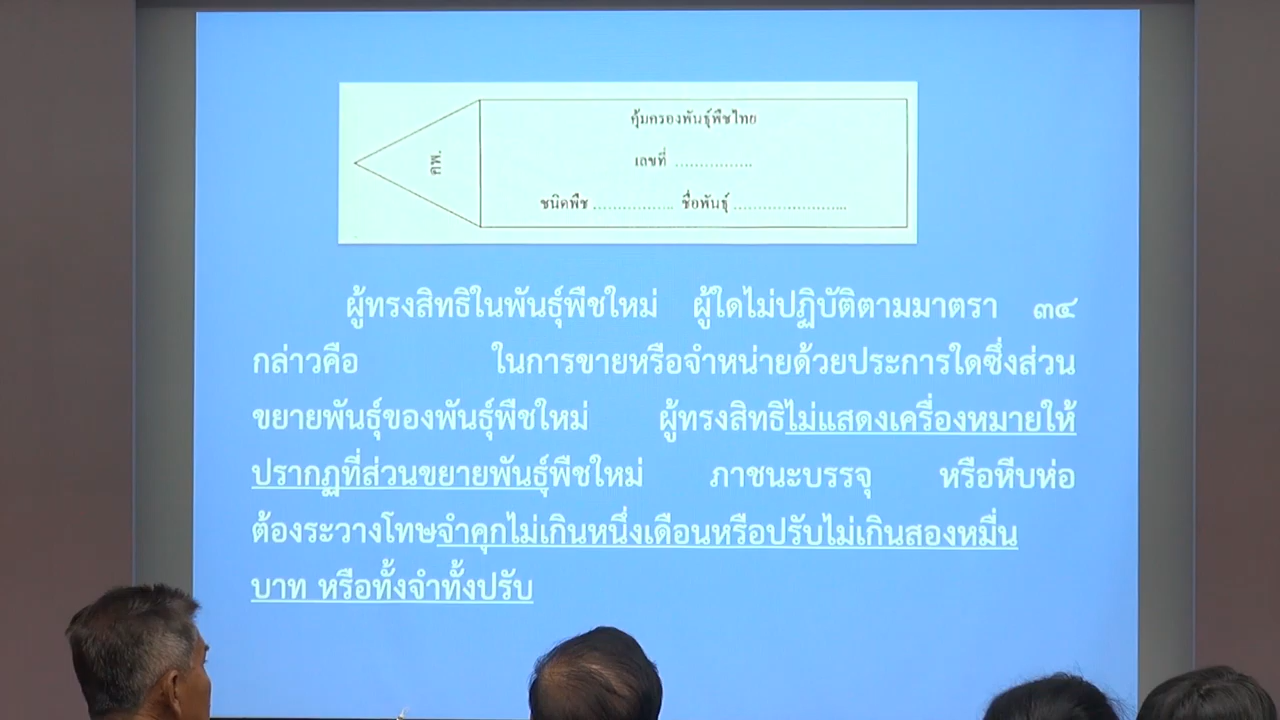 คุ้มครองพันธุ์พืชไทย
คพ.
เลขที่ ................
ชนิดพืช ................ ชื่อพันธุ์ ......................
ผู้ทรงสิทธิในพันธุ์พืชใหม่ ผู้ใดไม่ปฏิบัติตามมาตรา ๓๔
กล่าวคือ ในการขายหรือจำหน่ายด้วยประการใดซึ่งส่วน
ขยายพันธุ์ของพันธุ์พืชใหม่ ผู้ทรงสิทธิไม่แสดงเครื่องหมายให้
ปรากฏที่ส่วนขยายพันธุ์พืชใหม่ ภาชนะบรรจุ หรือหีบห่อ
ต้องระวางโทษจำคุกไม่เกินหนึ่งเดือนหรือปรับไม่เกินสองหมื่น
บาท หรือทั้งจำทั้งปรับ